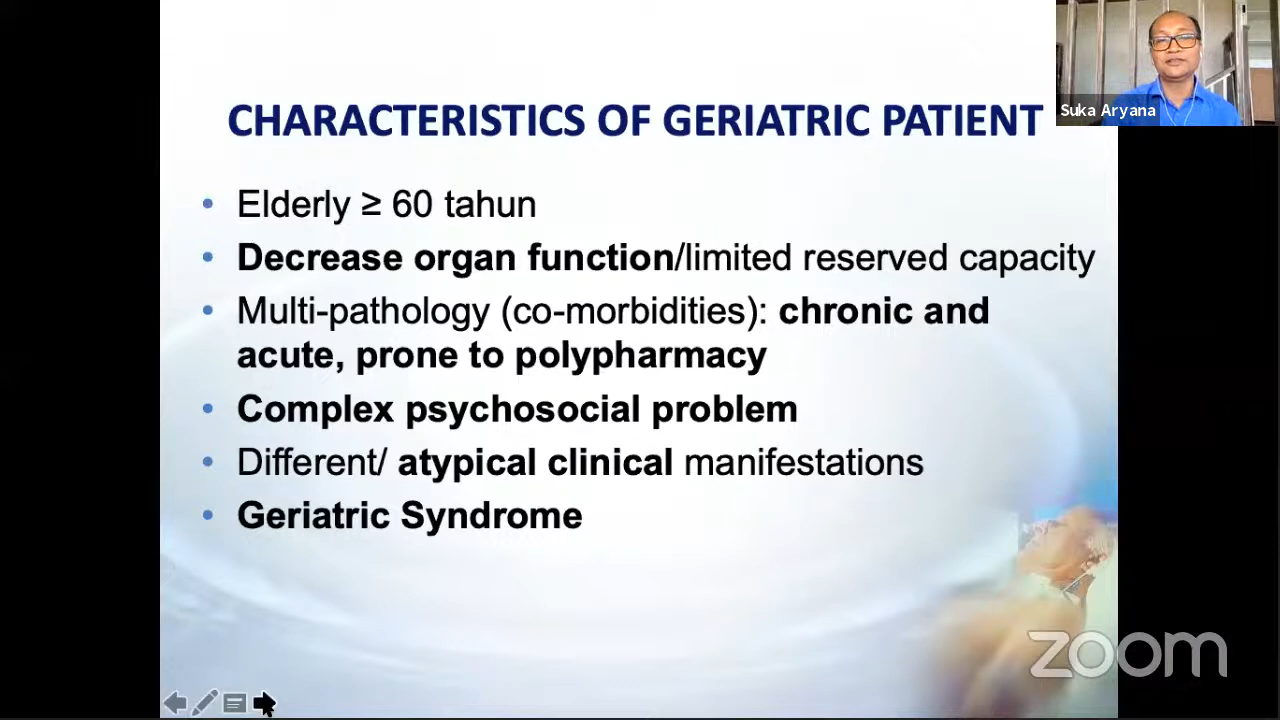 CHARACTERISTICS OF GERIATRIC PATIENT
Suka Aryana
• Elderly ≥ 60 tahun
• Decrease organ function/limited reserved capacity
• Multi-pathology (co-morbidities): chronic and
acute, prone to polypharmacy
• Complex psychosocial problem
• Different/ atypical clinical manifestations
• Geriatric Syndrome
zoom